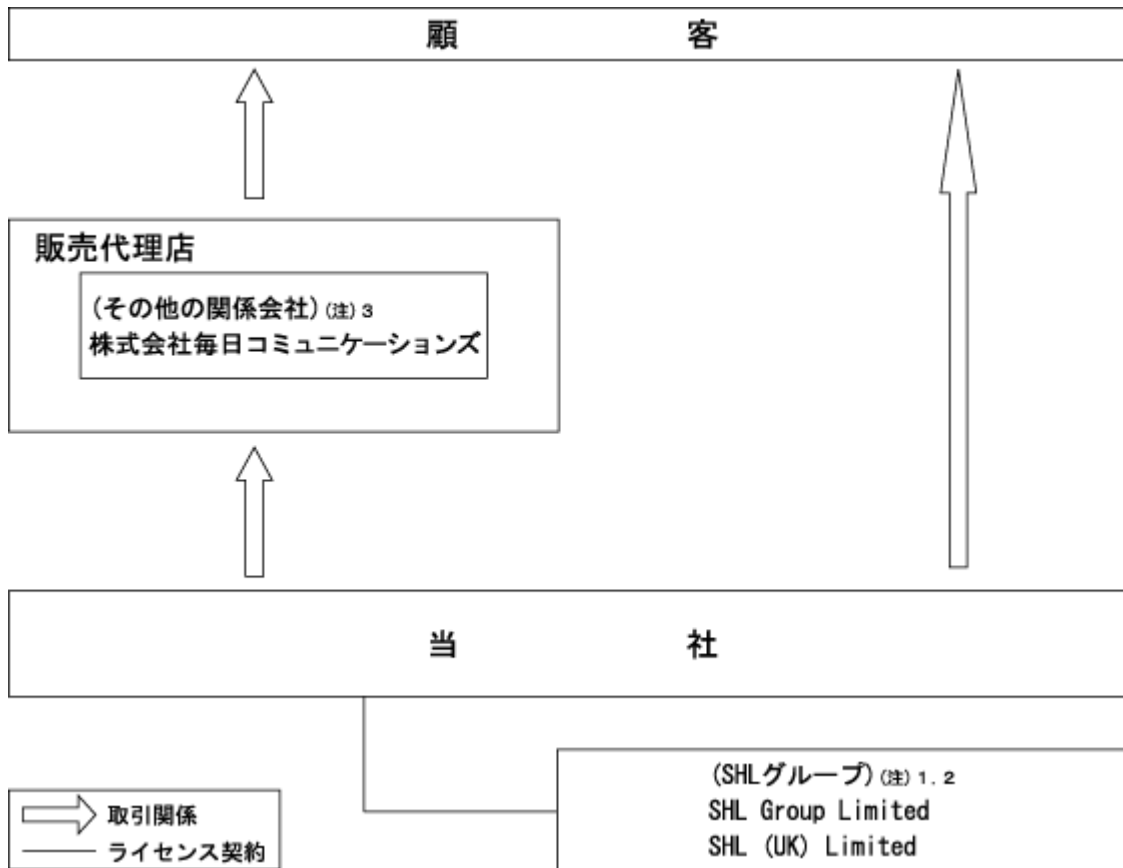 顧客
販売代理店
(その他の関係会社)(注)3
株式会社毎日コミュニケーションズ
当社
(SHLグループ)(注)1.2
SHL Group Limited
SHL (UK) Limited
取引関係
ライセンス契約